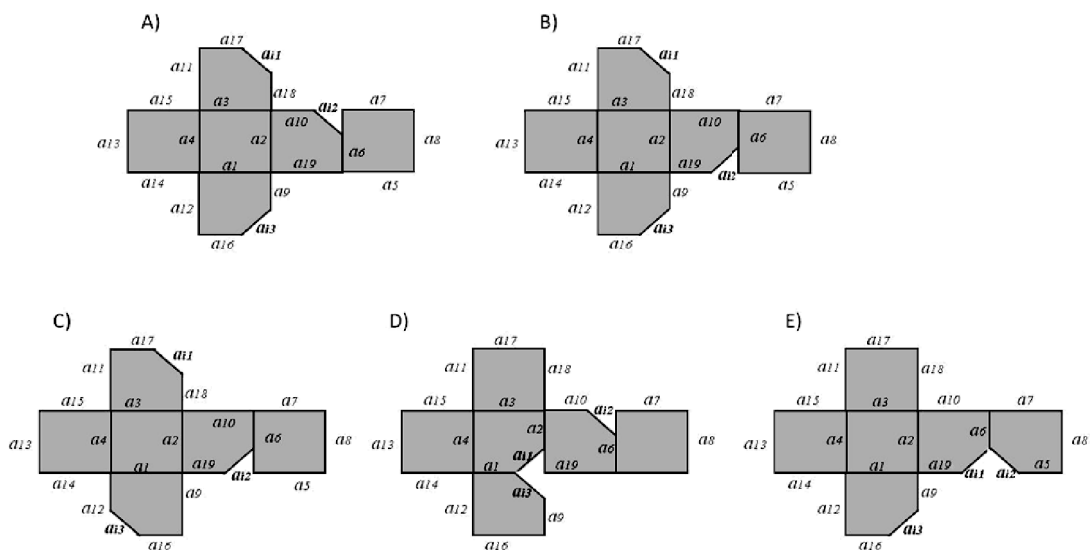 A) B)
a17 ai1 a17 ai1
a11 a11
a15 a3 a18 ai2 a7 a15 a3 a18 a7
a10 a10
a13 a4 a2 a6 a8 a13 a4 a2 a6 a8
a1 a19 a1 a19
a14 a9 a5 a14 a9 ai2 a5
a12 a12
a16 ai3 a16 ai3
C) D) E)
a17 ai1 a17 a17
a11 a11 a18 a11 a18
a15 a3 a18 a7 a15 a3 a10 ai2 a7 a15 a3 a10 a7
a10
a13 a4 a2 a6 a8 a13 a4 a2 a6 a8 a13 a4 a2 a6 a8
a1 a19 a1 ai1 a19 a1 a19 a5
a14 a9 ai2 a5 a14 ai3 a14 a9 ai1 ai2
a12 a12 a9 a12
ai3 a16 a16 a16 ai3